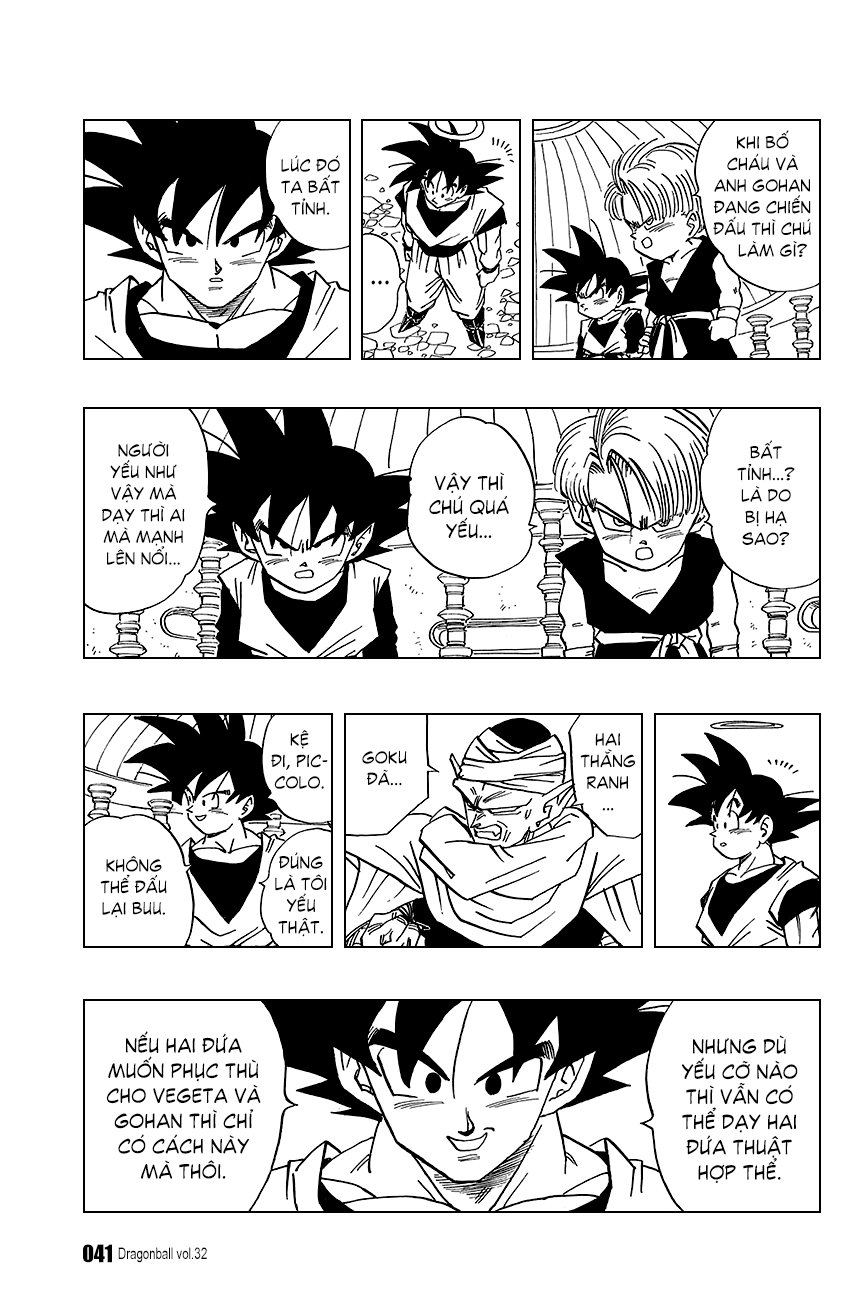 KHI BỐ
CHÁU VÀ
ANH GOHAN
ĐANG CHIẾN
ĐẤU THÌ CHÚ
LÀM GÌ?
...
LÚC ĐÓ
TA BẤT
TỈNH.
BẤT
TỈNH...?
LÀ DO
BỊ HẠ
SAO?
VẬY THÌ
CHÚ QUÁ
YẾU...
NGƯỜI
YẾU NHƯ
VẬY MÀ
DẠY THÌ AI
MÀ MẠNH
LÊN NỔI...
HAI
THẰNG
RANH
...
GOKU
ĐÃ...
KỆ
ĐI, PIC-
COLO.
ĐÚNG
LÀ TÔI
YẾU
THẬT.
KHÔNG
THỂ ĐẤU
LẠI BUU.
NHƯNG DÙ
YẾU CỠ NÀO
THÌ VẪN CÓ
THỂ DẠY HAI
ĐỨA THUẬT
HỢP THỂ.
NẾU HAI ĐỨA
MUỐN PHỤC THÙ
CHO VEGETA VÀ
GOHAN THÌ CHỈ
CÓ CÁCH NÀY
MÀ THÔI.
041 Dragonball vol.32